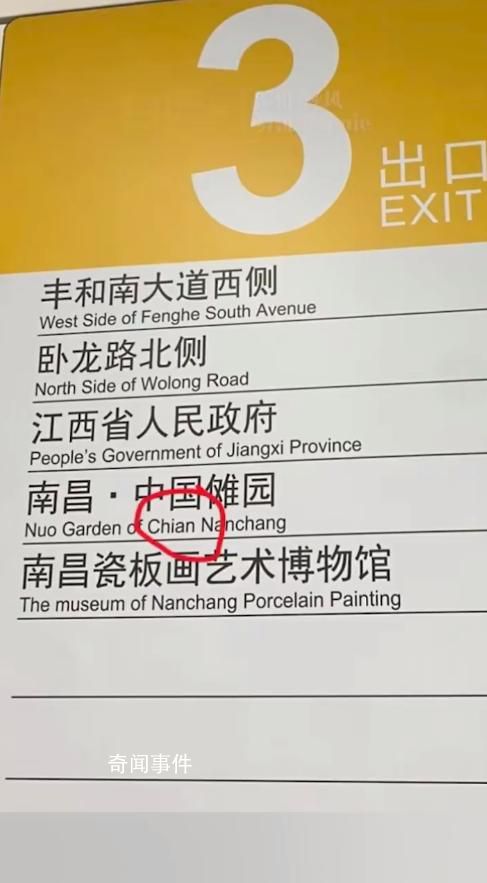 3
出口
EXIT
丰和南大道西侧
West Side of Fenghe South Avenue
卧龙路北侧
North Side of Wolong Road
江西省人民政府
People's Government of Jiangxi Province
南昌·中国傩园
Nuo Garden of Chian Nanchang
南昌瓷板画艺术博物馆
The museum of Nanchang Porcelain Painting
奇闻事件